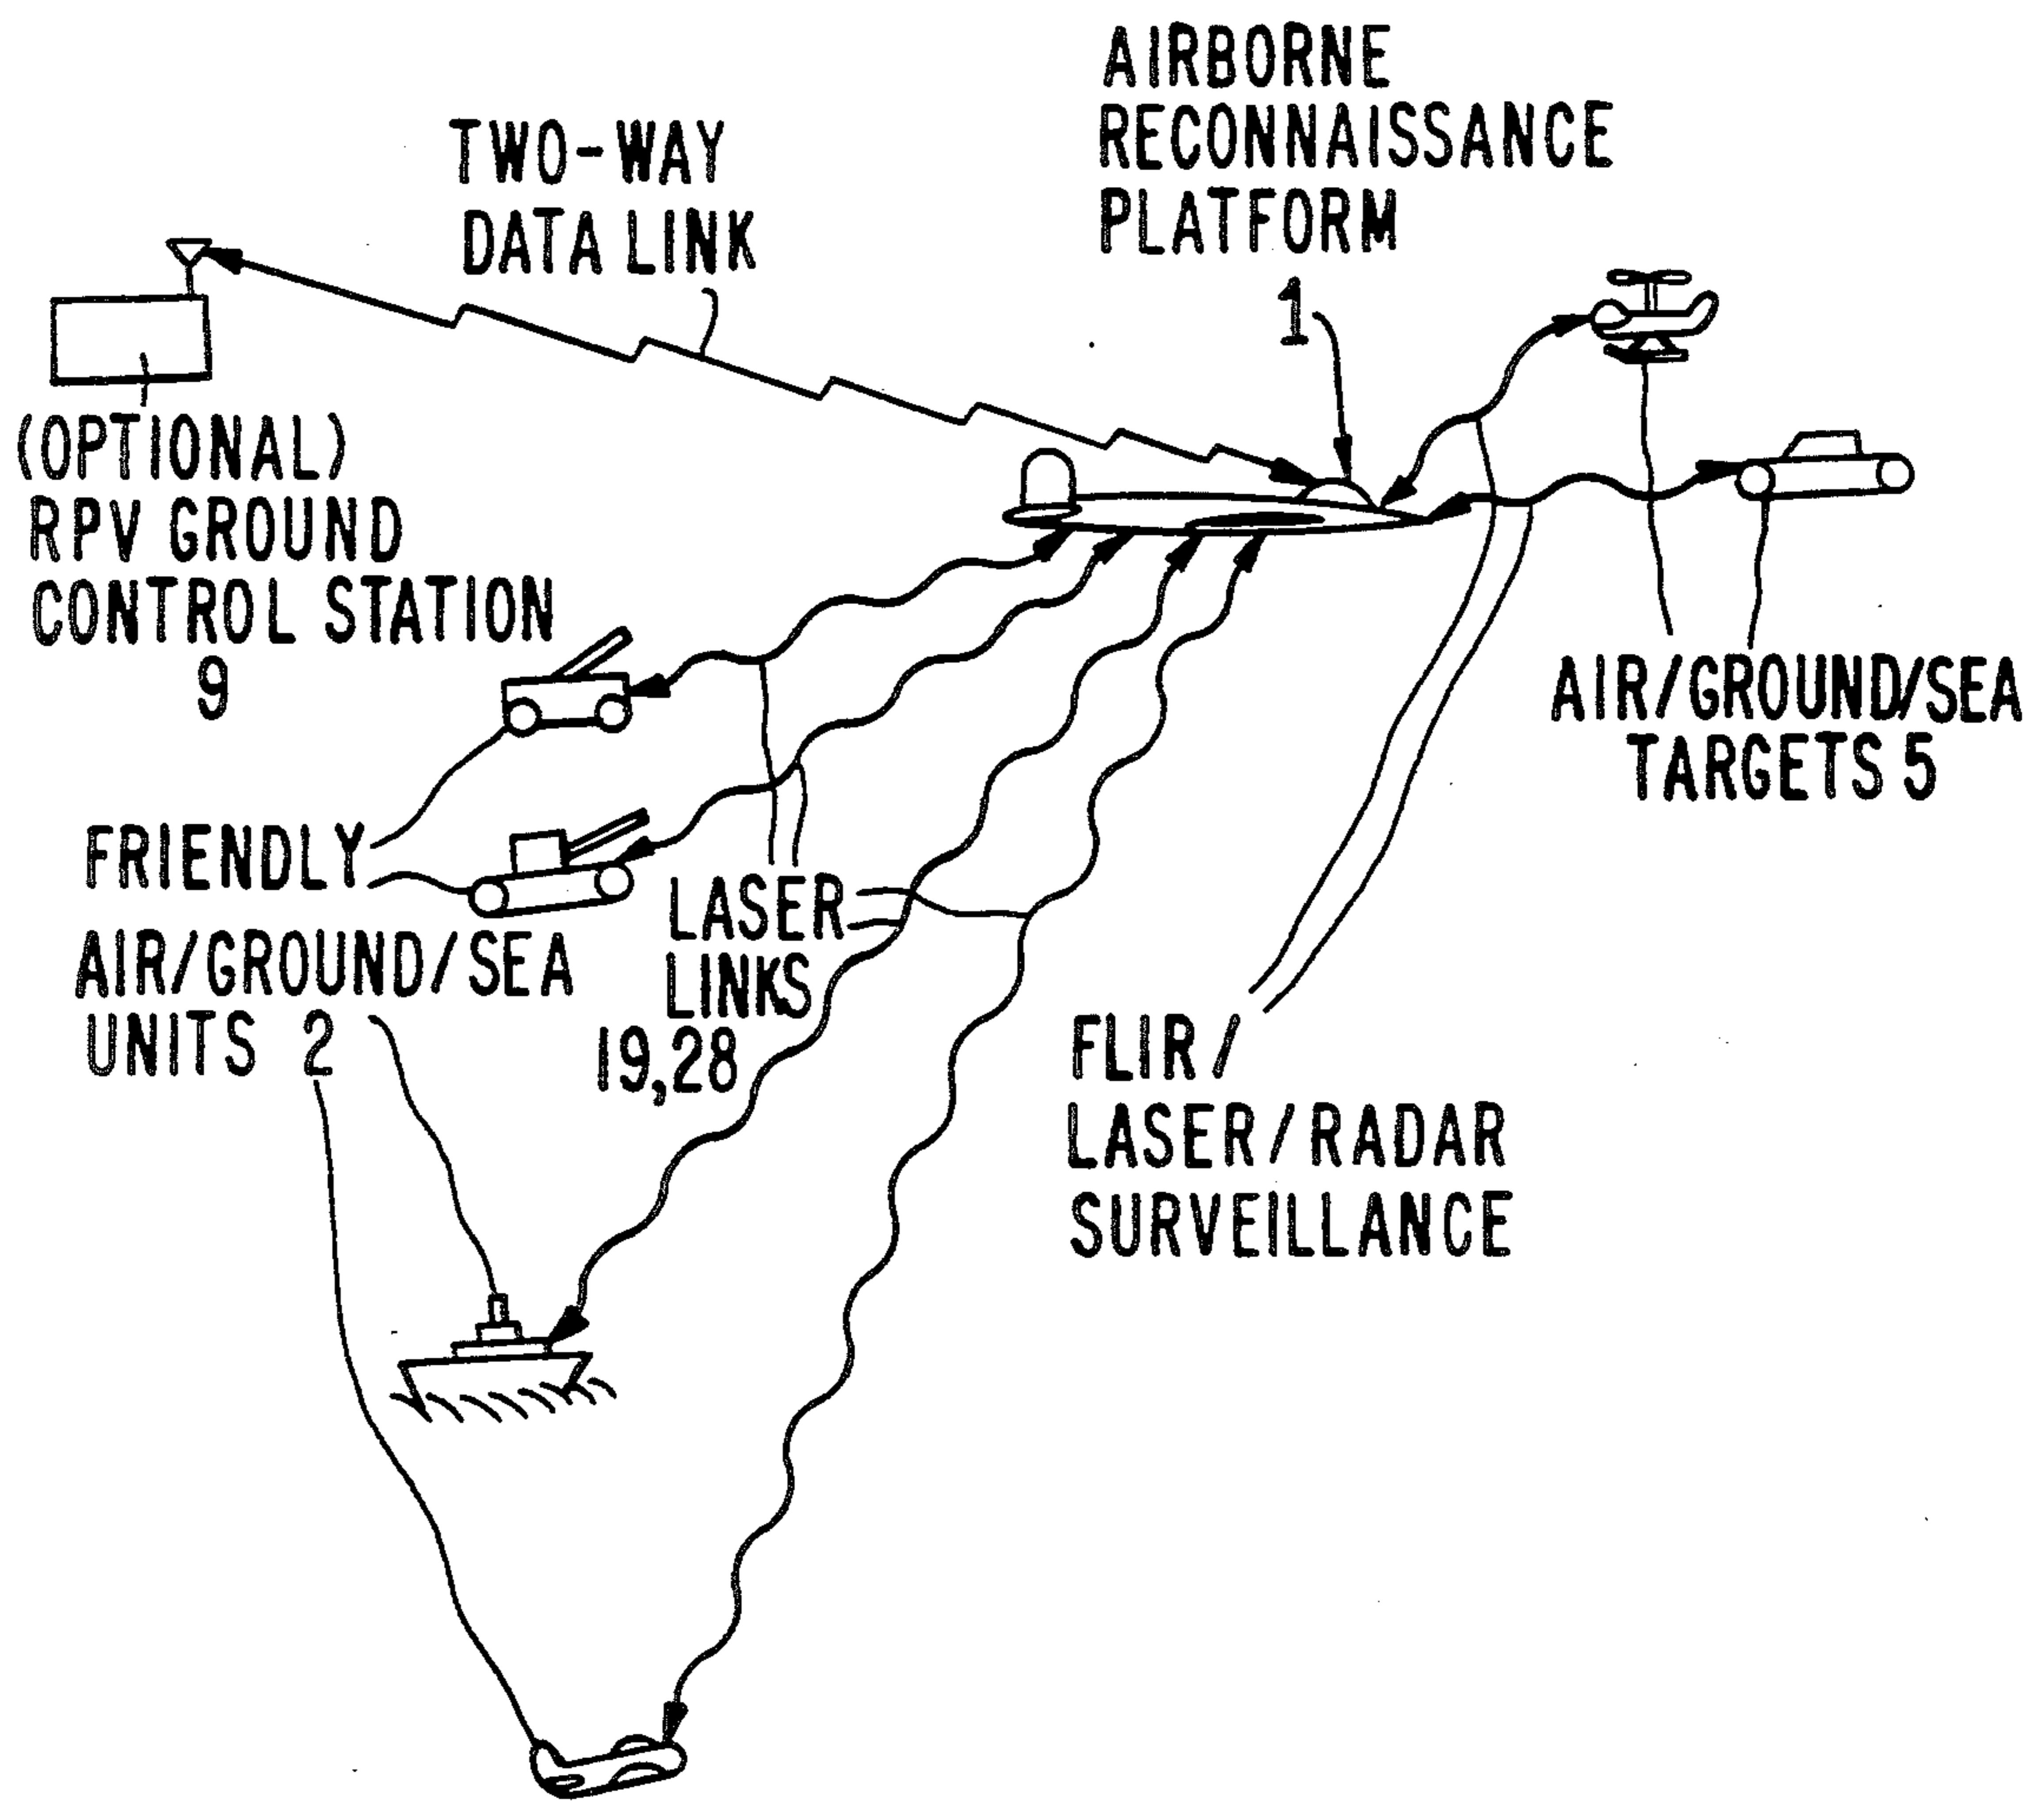 AIRBORNE
RECONNAISSANCE
PLATFORM
1
TWO-WAY
DATA LINK
(OPTIONAL)
RPV GROUND
CONTROL STATION
9
AIR/GROUND/SEA
TARGETS 5
FRIENDLY
AIR/GROUND/SEA
UNITS 2
LASER
LINKS
19,28
FLIR/
LASER/RADAR
SURVEILLANCE